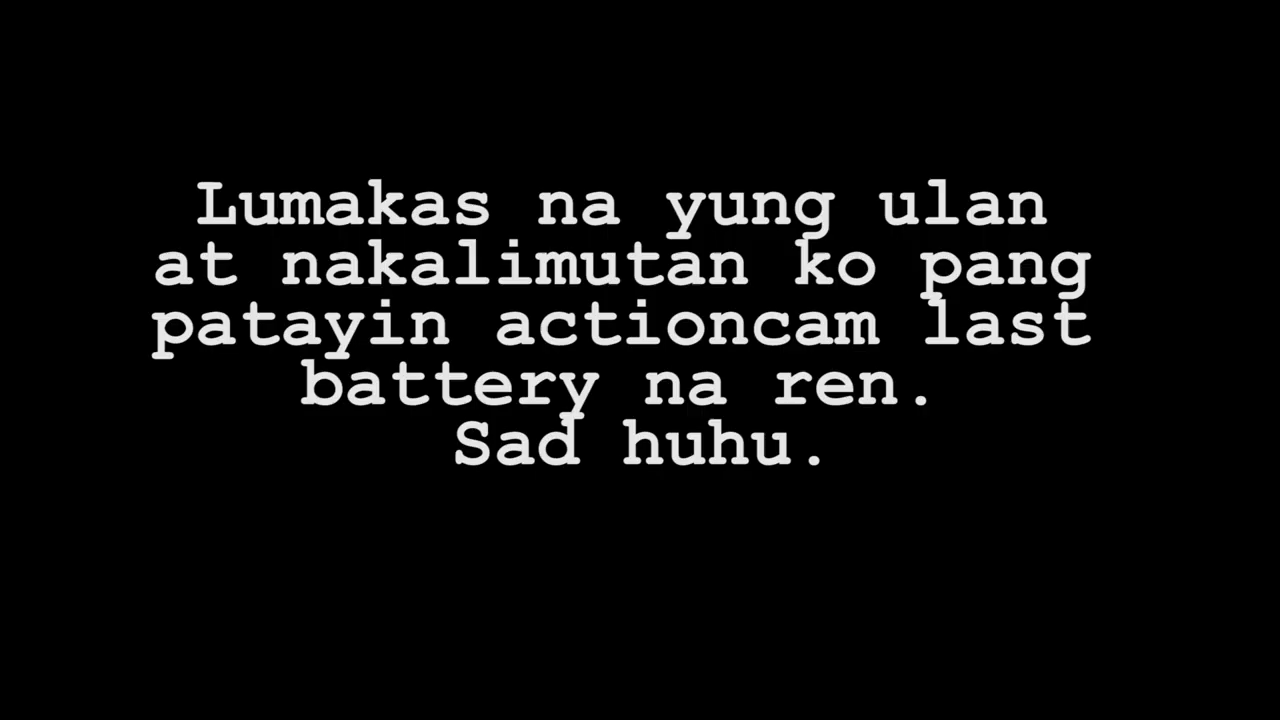 Lumakas na yung ulan
at nakalimutan ko pang
patayin actioncam last
battery na ren.
Sad huhu.